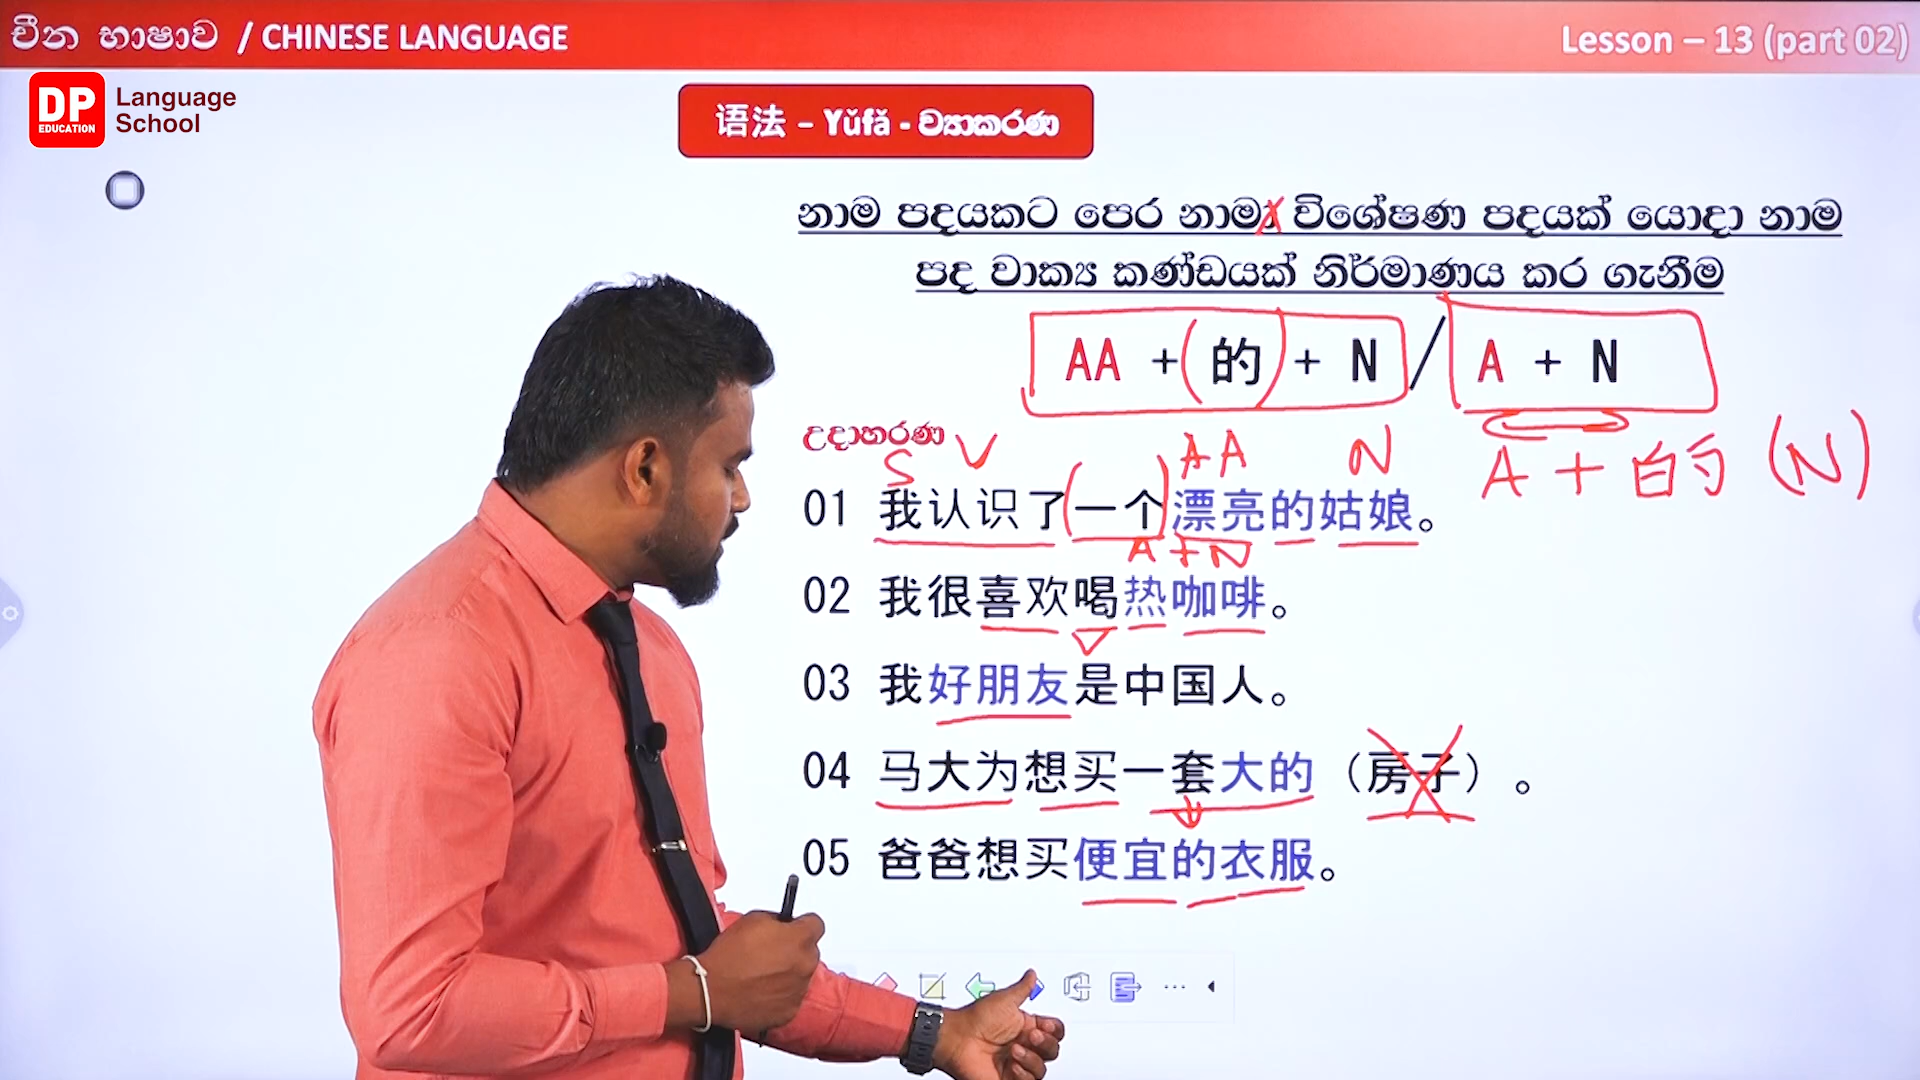 චීන භාෂාව / CHINESE LANGUAGE
Lesson – 13 (part 02)
DP
EDUCATION
Language
School
语法 – Yǔfǎ - ව්‍යාකරණ
නාම පදයකට පෙර නාමා විශේෂණ පදයක් යොදා නාම
පද වාක්‍ය කණ්ඩයක් නිර්මාණය කර ගැනීම
AA + (的) + N / A + N
උදාහරණ
S V AA N
A + 的 (N)
01 我认识了(一个)漂亮的姑娘。
A + N
02 我很喜欢喝热咖啡。
03 我好朋友是中国人。
04 马大为想买一套大的（房子）。
05 爸爸想买便宜的衣服。